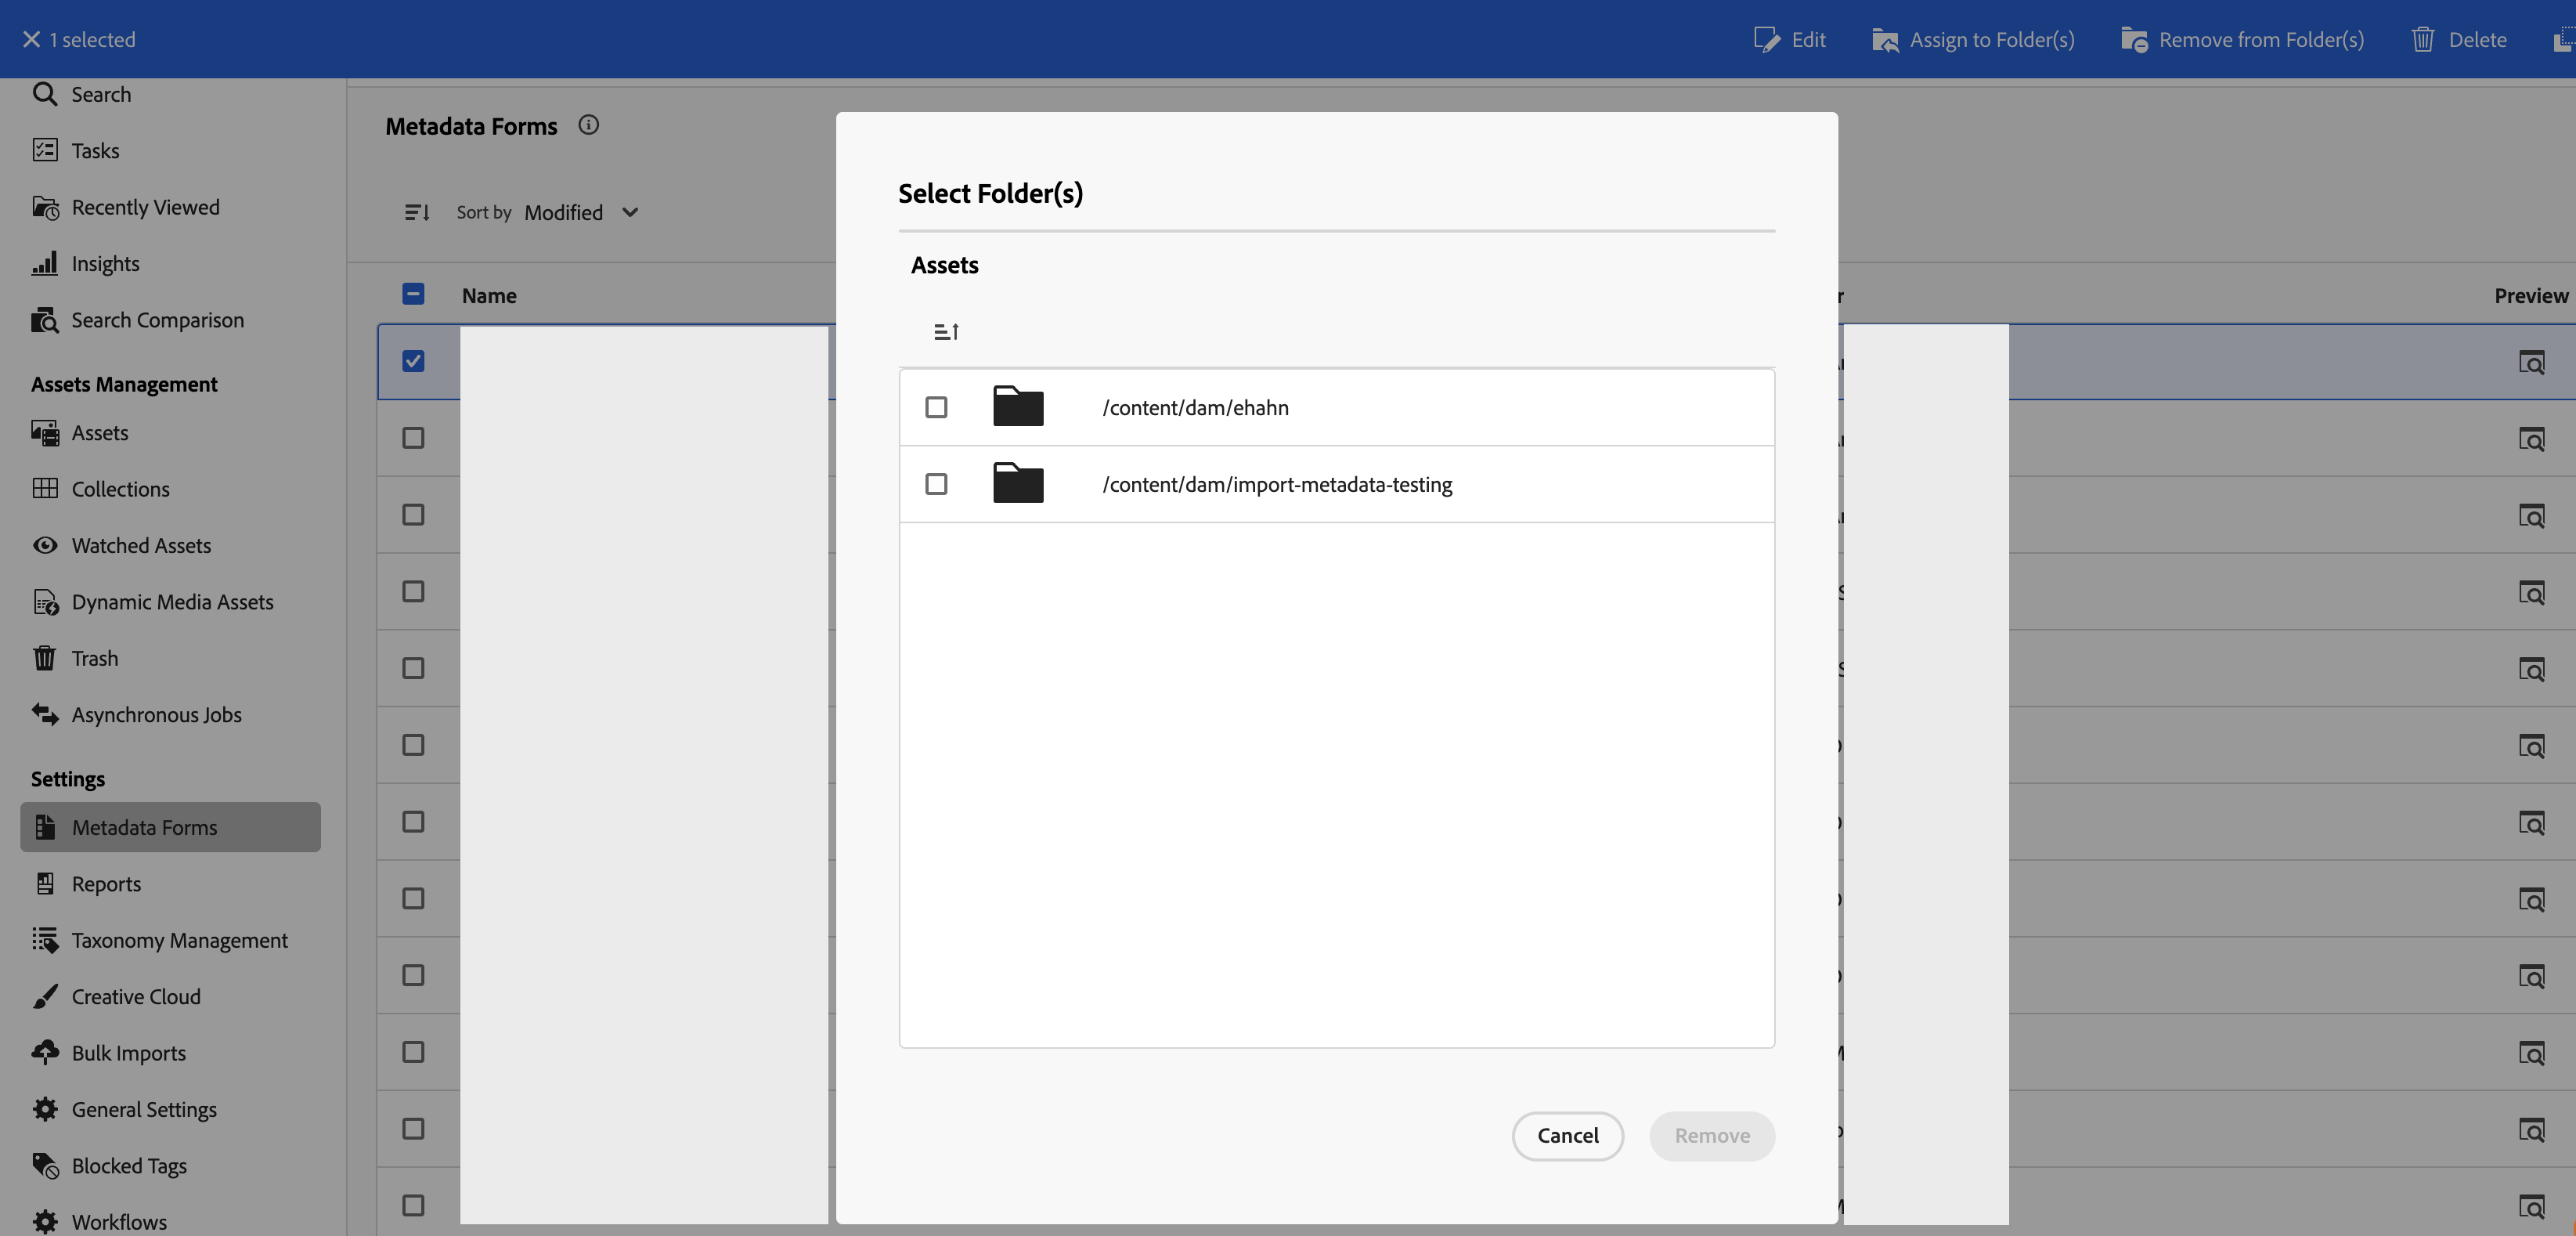 1 selected
Edit
Assign to Folder(s)
Remove from Folder(s)
Delete
Search
Tasks
Recently Viewed
Insights
Search Comparison
Assets Management
Assets
Collections
Watched Assets
Dynamic Media Assets
Trash
Asynchronous Jobs
Settings
Metadata Forms
Reports
Taxonomy Management
Creative Cloud
Bulk Imports
General Settings
Blocked Tags
Workflows
Metadata Forms
Sort by Modified
Name
Preview
Select Folder(s)
Assets
/content/dam/ehahn
/content/dam/import-metadata-testing
Cancel
Remove